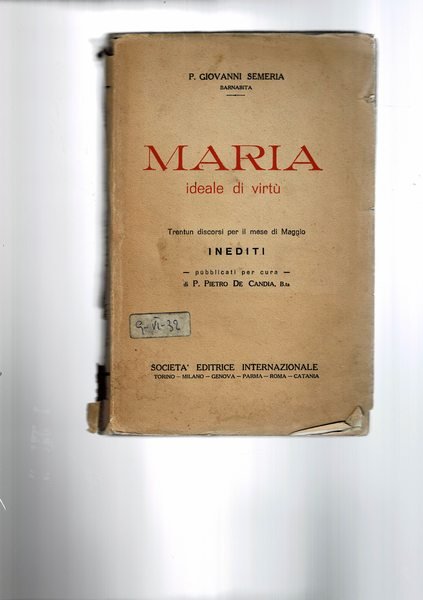 P. GIOVANNI SEMERIA
BARNABITA
MARIA
ideale di virtù
Trentun discorsi per il mese di Maggio
INEDITI
— pubblicati per cura —
di P. PIETRO DE CANDIA, B.ta
9-VI-32
SOCIETA' EDITRICE INTERNAZIONALE
TORINO — MILANO — GENOVA — PARMA — ROMA — CATANIA